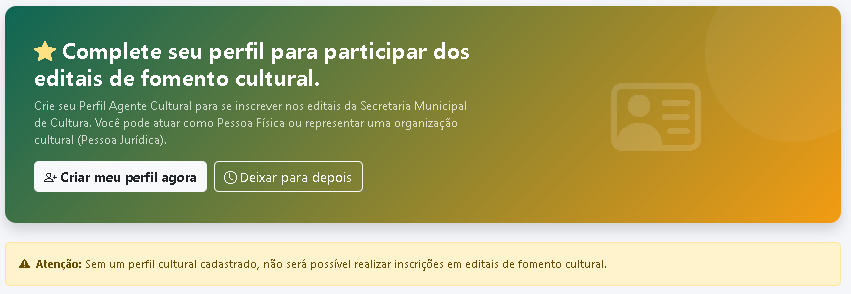 Complete seu perfil para participar dos
editais de fomento cultural.
Crie seu Perfil Agente Cultural para se inscrever nos editais da Secretaria Municipal
de Cultura. Você pode atuar como Pessoa Física ou representar uma organização
cultural (Pessoa Jurídica).
Criar meu perfil agora
Deixar para depois
Atenção: Sem um perfil cultural cadastrado, não será possível realizar inscrições em editais de fomento cultural.